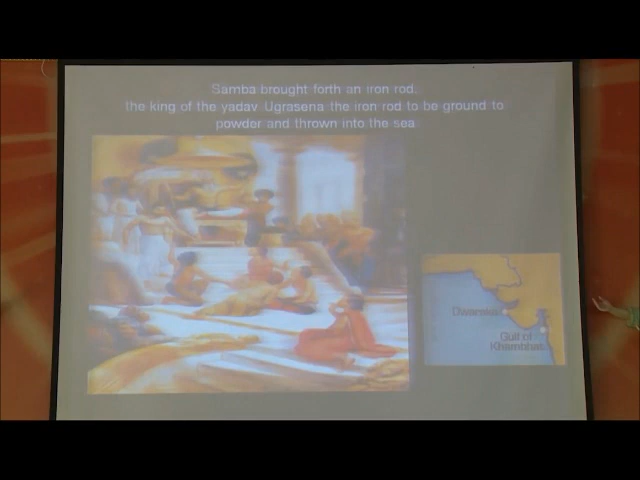 Samba brought forth an iron rod.
the king of the yadav Ugrasena the iron rod to be ground to
powder and thrown into the sea.
Dwaraka
Gulf of
Khambhat